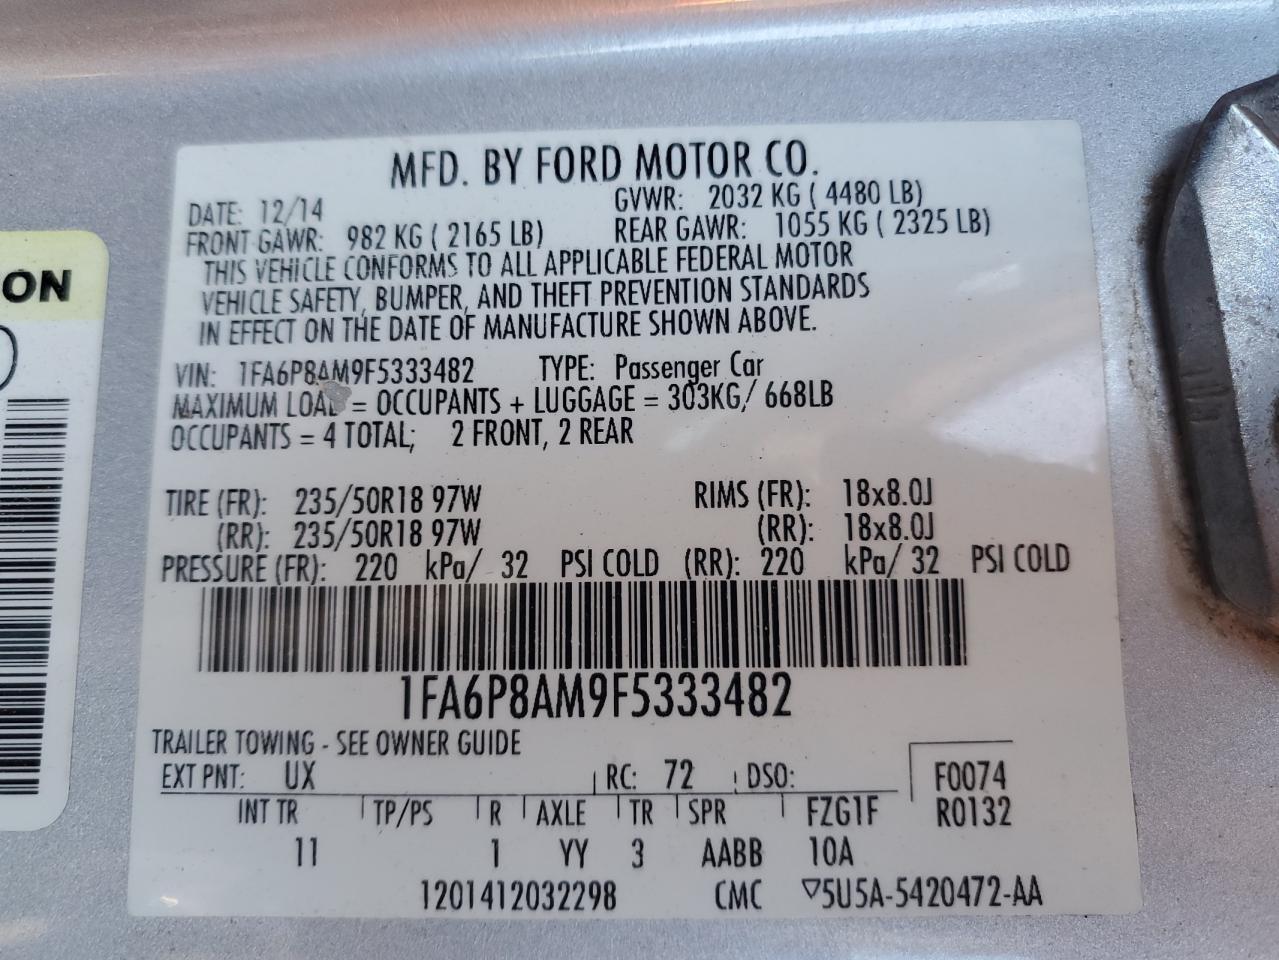 MFD. BY FORD MOTOR CO.
DATE: 12/14 GVWR: 2032 KG ( 4480 LB)
FRONT GAWR: 982 KG ( 2165 LB) REAR GAWR: 1055 KG ( 2325 LB)
THIS VEHICLE CONFORMS TO ALL APPLICABLE FEDERAL MOTOR
VEHICLE SAFETY, BUMPER, AND THEFT PREVENTION STANDARDS
IN EFFECT ON THE DATE OF MANUFACTURE SHOWN ABOVE.
VIN: 1FA6P8AM9F5333482 TYPE: Passenger Car
MAXIMUM LOAD = OCCUPANTS + LUGGAGE = 303KG/ 668LB
OCCUPANTS = 4 TOTAL; 2 FRONT, 2 REAR
TIRE (FR): 235/50R18 97W RIMS (FR): 18x8.0J
(RR): 235/50R18 97W (RR): 18x8.0J
PRESSURE (FR): 220 kPa/ 32 PSI COLD (RR): 220 kPa/ 32 PSI COLD
1FA6P8AM9F5333482
TRAILER TOWING - SEE OWNER GUIDE
EXT PNT: UX RC: 72 DSO: F0074
INT TR TP/PS R AXLE TR SPR FZG1F R0132
11 1 YY 3 AABB 10A
1201412032298 CMC ▽5U5A-5420472-AA
ON